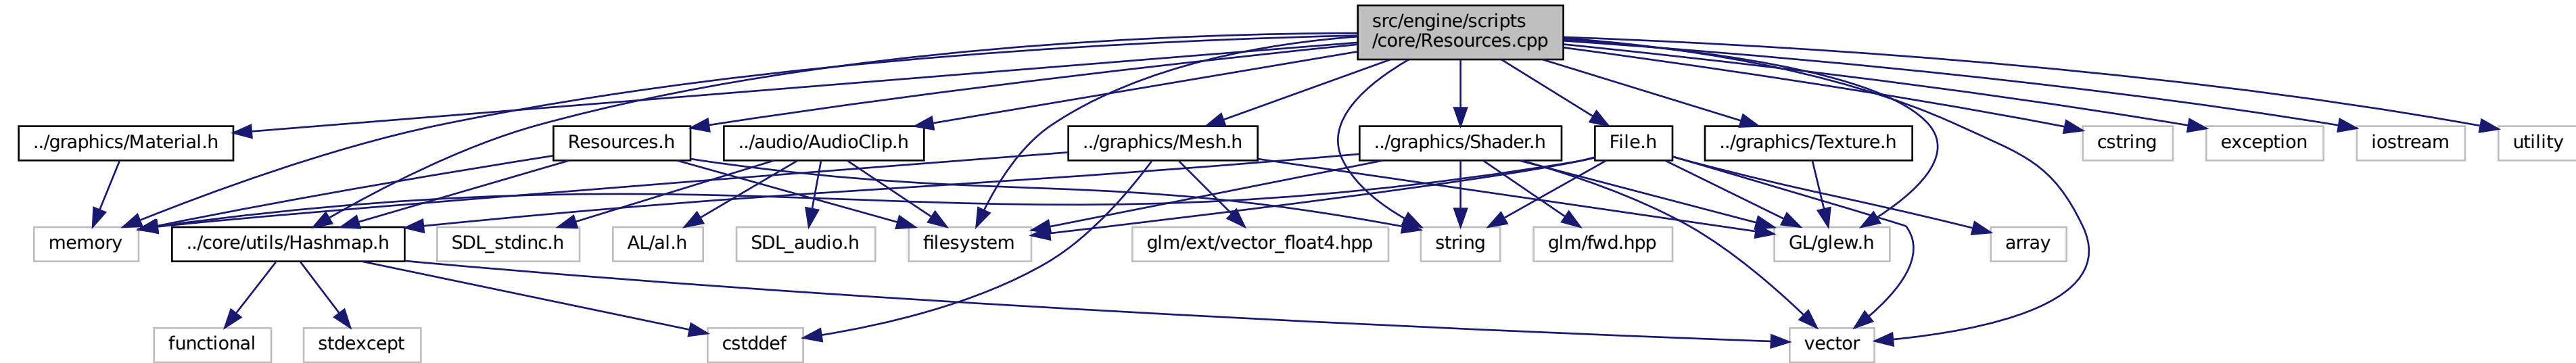 src/engine/scripts
/core/Resources.cpp
../graphics/Material.h
Resources.h
../audio/AudioClip.h
../graphics/Mesh.h
../graphics/Shader.h
File.h
../graphics/Texture.h
cstring
exception
iostream
utility
memory
../core/utils/Hashmap.h
SDL_stdinc.h
AL/al.h
SDL_audio.h
filesystem
glm/ext/vector_float4.hpp
string
glm/fwd.hpp
GL/glew.h
array
functional
stdexcept
cstddef
vector